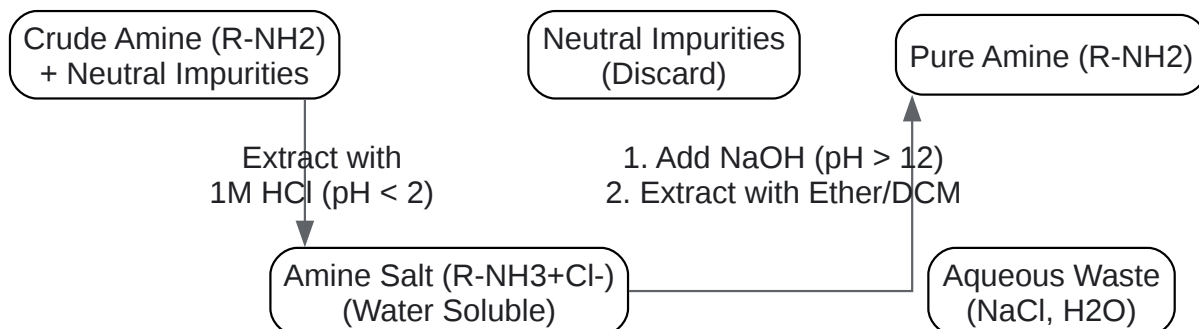 Crude Amine (R-NH2)
+ Neutral Impurities
Neutral Impurities
(Discard)
Pure Amine (R-NH2)
Extract with
1M HCl (pH < 2)
1. Add NaOH (pH > 12)
2. Extract with Ether/DCM
Amine Salt (R-NH3+Cl-)
(Water Soluble)
Aqueous Waste
(NaCl, H2O)